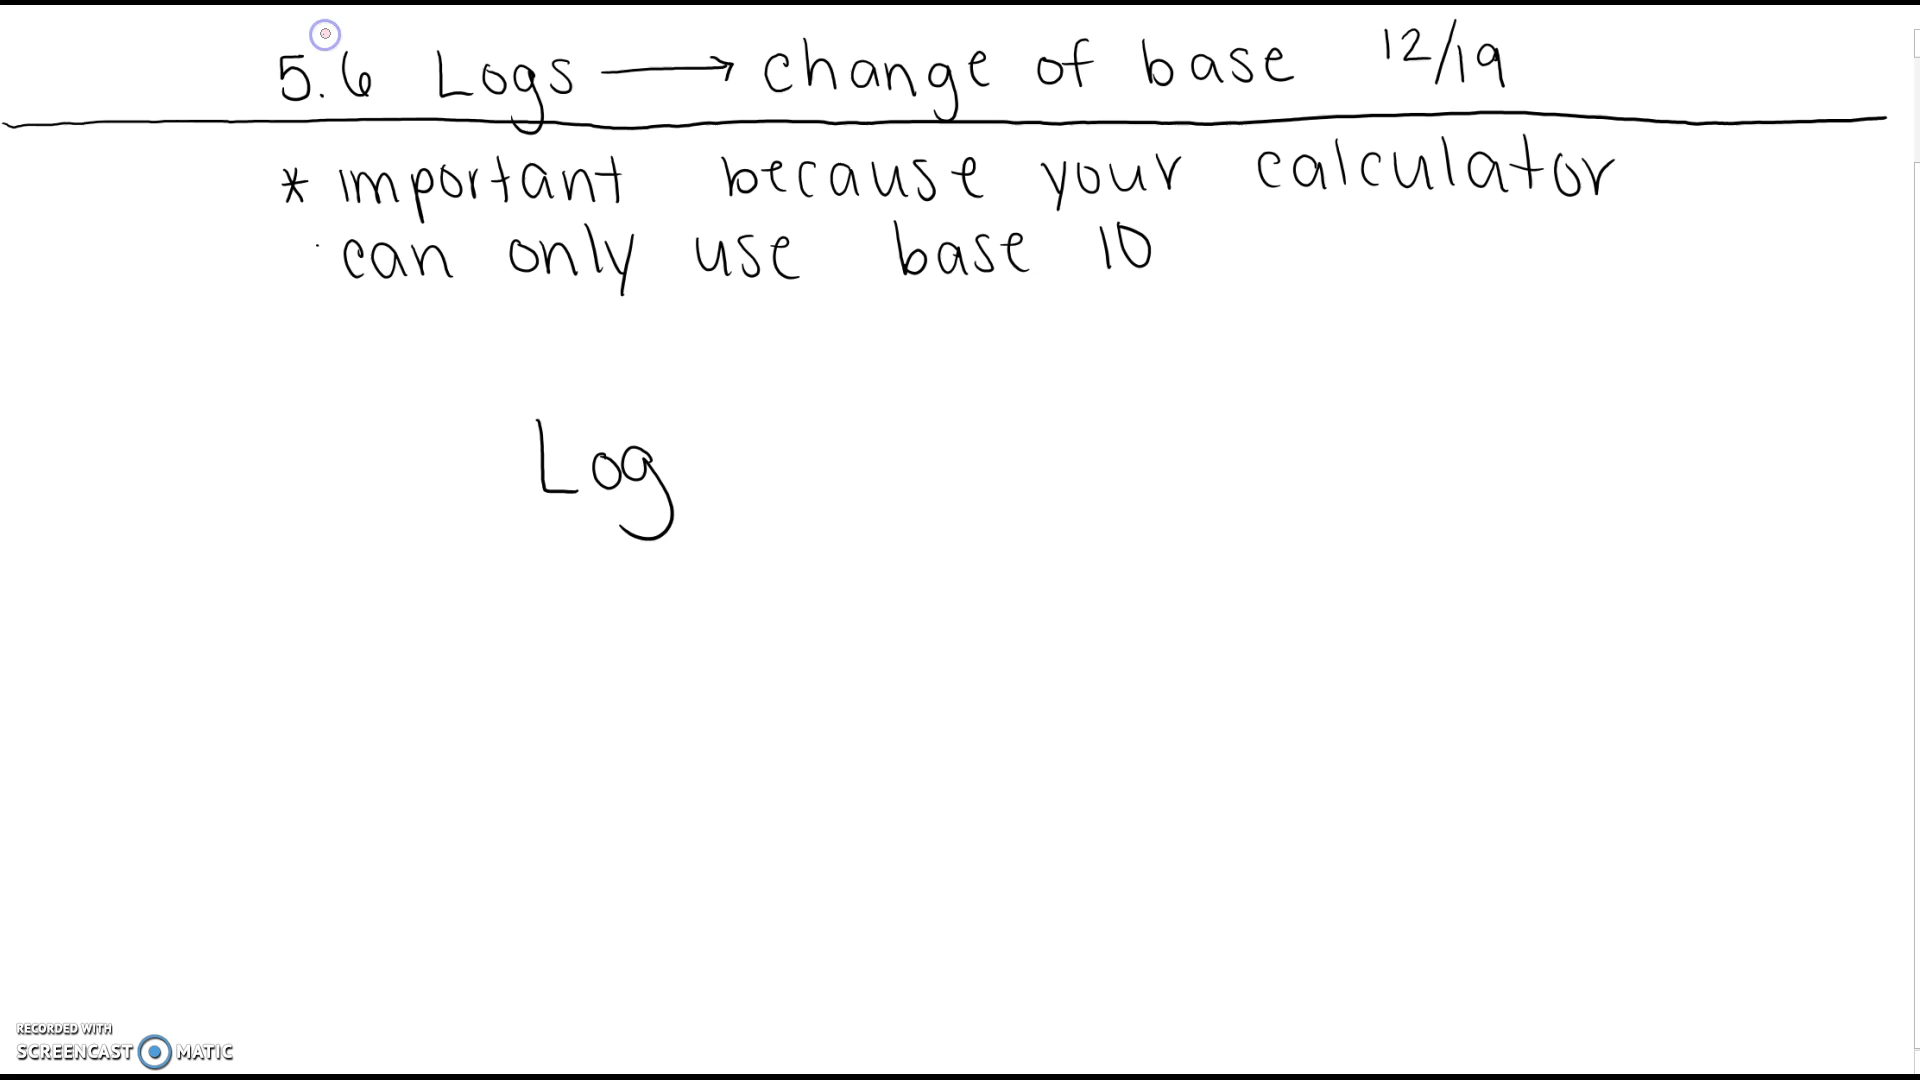 5.6 Logs → change of base 12/19
* important because your calculator
can only use base 10
Log
RECORDED WITH
SCREENCAST MATIC